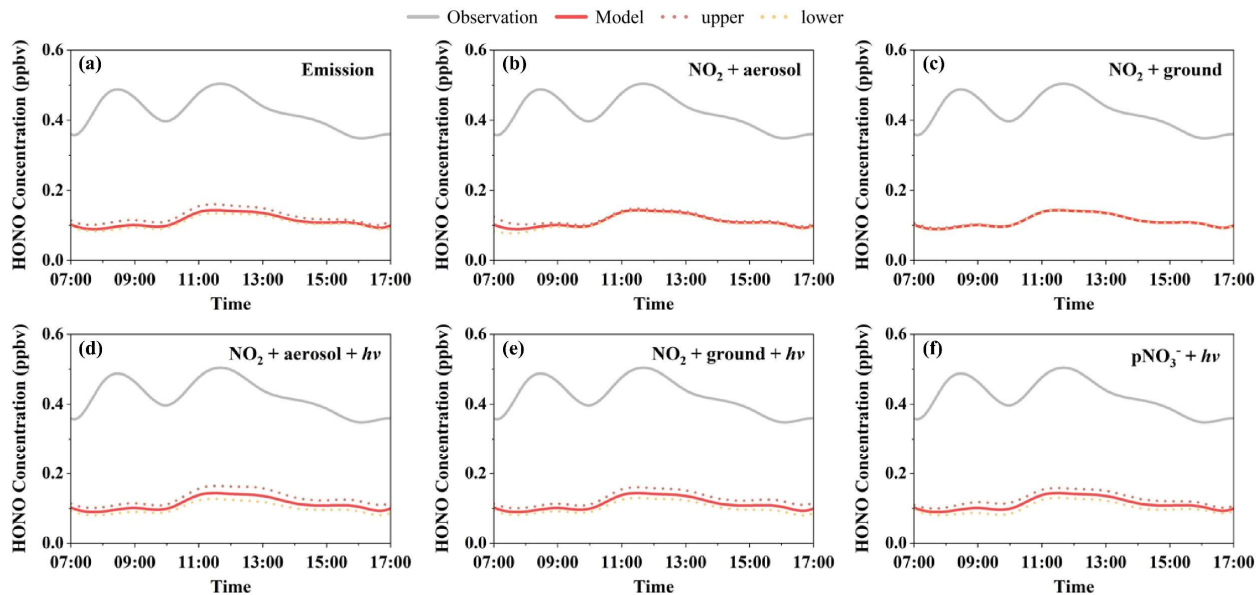 Observation Model upper lower
(a) Emission
HONO Concentration (ppbv)
0.6
0.4
0.2
0.0
07:00 09:00 11:00 13:00 15:00 17:00
Time
(b) NO₂ + aerosol
HONO Concentration (ppbv)
0.6
0.4
0.2
0.0
07:00 09:00 11:00 13:00 15:00 17:00
Time
(c) NO₂ + ground
HONO Concentration (ppbv)
0.6
0.4
0.2
0.0
07:00 09:00 11:00 13:00 15:00 17:00
Time
(d) NO₂ + aerosol + hν
HONO Concentration (ppbv)
0.6
0.4
0.2
0.0
07:00 09:00 11:00 13:00 15:00 17:00
Time
(e) NO₂ + ground + hν
HONO Concentration (ppbv)
0.6
0.4
0.2
0.0
07:00 09:00 11:00 13:00 15:00 17:00
Time
(f) pNO₃⁻ + hν
HONO Concentration (ppbv)
0.6
0.4
0.2
0.0
07:00 09:00 11:00 13:00 15:00 17:00
Time